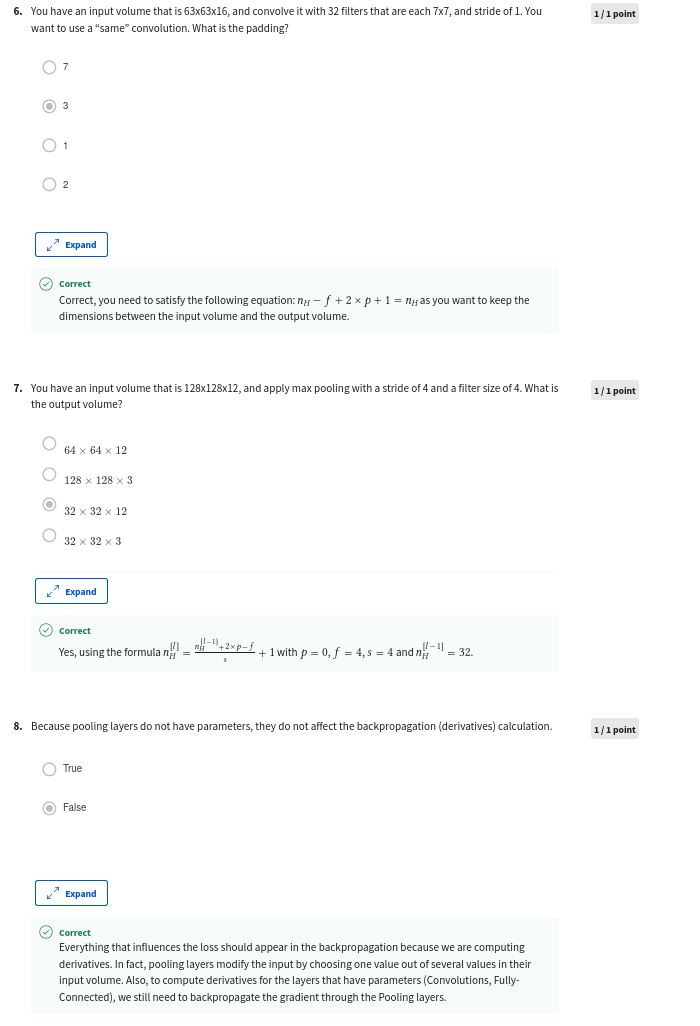 6. You have an input volume that is 63x63x16, and convolve it with 32 filters that are each 7x7, and stride of 1. You
want to use a “same” convolution. What is the padding?
1 / 1 point
7
3
1
2
Expand
Correct
Correct, you need to satisfy the following equation: n_H − f + 2 × p + 1 = n_H as you want to keep the
dimensions between the input volume and the output volume.
7. You have an input volume that is 128x128x12, and apply max pooling with a stride of 4 and a filter size of 4. What is
the output volume?
1 / 1 point
64 × 64 × 12
128 × 128 × 3
32 × 32 × 12
32 × 32 × 3
Expand
Correct
Yes, using the formula n_H^{[l]} = \frac{n_H^{[l−1]}+2×p−f}{s} + 1 with p = 0, f = 4, s = 4 and n_H^{[l−1]} = 32.
8. Because pooling layers do not have parameters, they do not affect the backpropagation (derivatives) calculation.
1 / 1 point
True
False
Expand
Correct
Everything that influences the loss should appear in the backpropagation because we are computing
derivatives. In fact, pooling layers modify the input by choosing one value out of several values in their
input volume. Also, to compute derivatives for the layers that have parameters (Convolutions, Fully-
Connected), we still need to backpropagate the gradient through the Pooling layers.